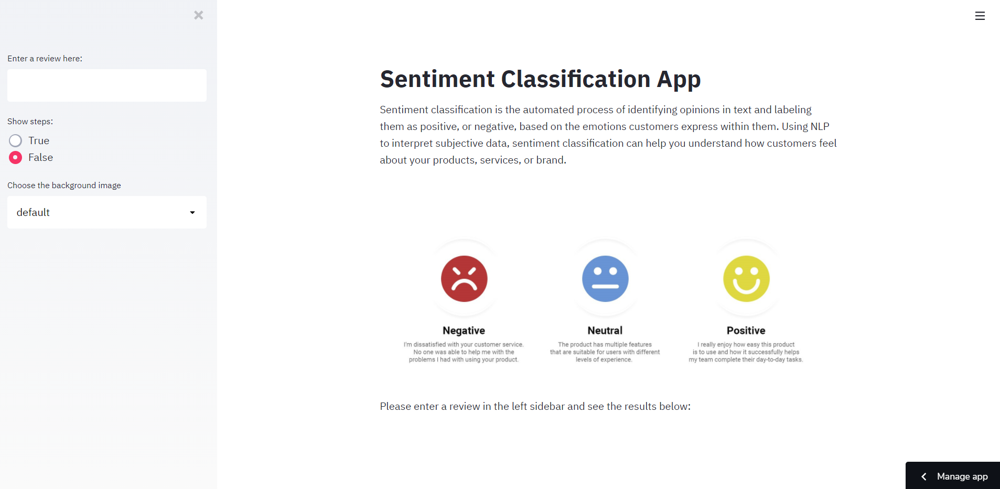 Enter a review here:
Show steps:
True
False
Choose the background image
default
Sentiment Classification App
Sentiment classification is the automated process of identifying opinions in text and labeling
them as positive, or negative, based on the emotions customers express within them. Using NLP
to interpret subjective data, sentiment classification can help you understand how customers feel
about your products, services, or brand.
Negative
I'm dissatisfied with your customer service.
No one was able to help me with the
problems I had with using your product.
Neutral
The product has multiple features
that are suitable for users with different
levels of experience.
Positive
I really enjoy how easy this product
is to use and how it successfully helps
my team complete their day-to-day tasks.
Please enter a review in the left sidebar and see the results below:
Manage app